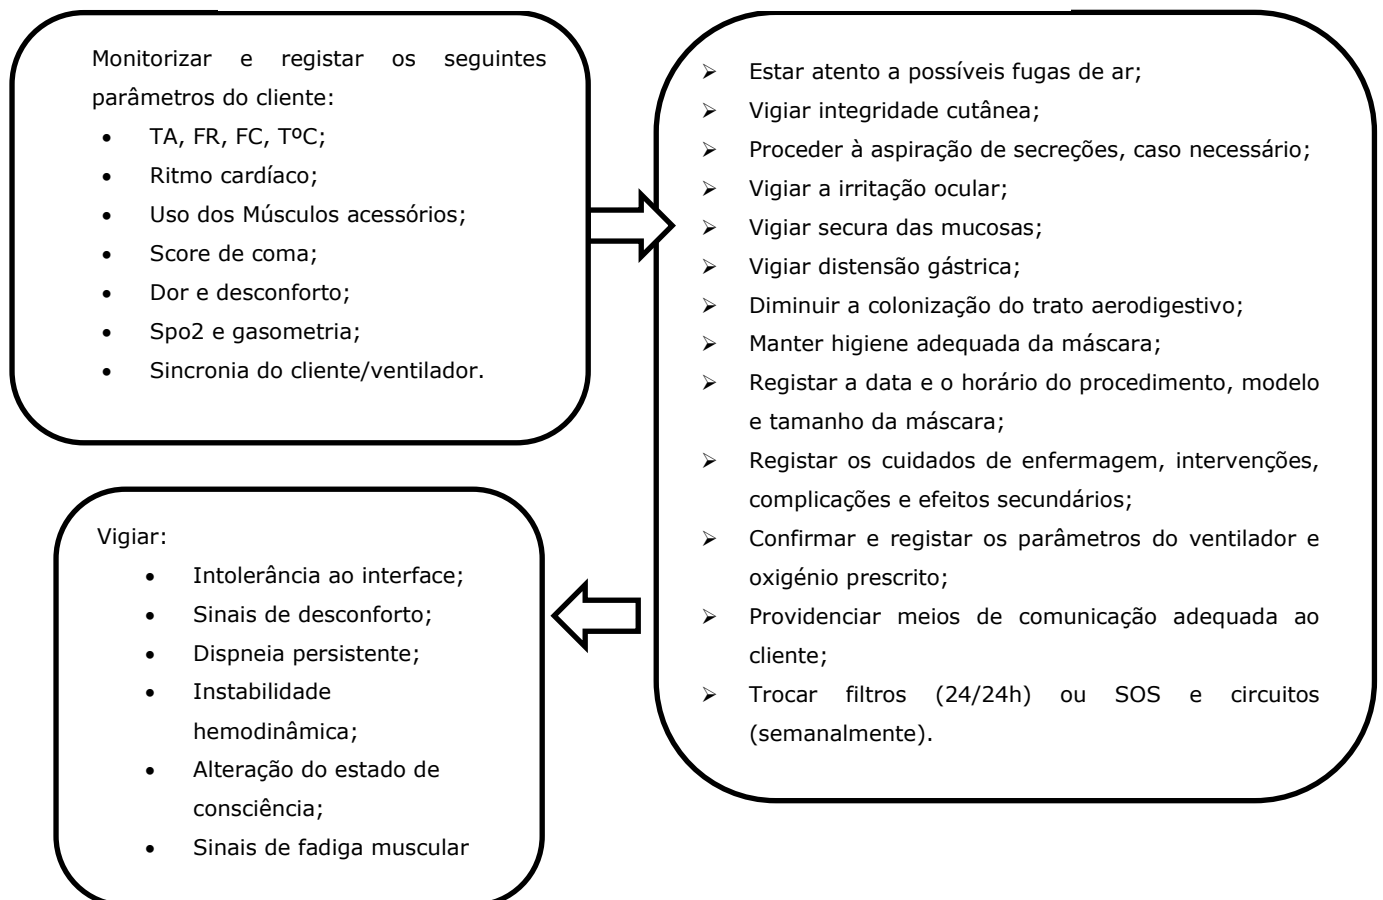 Monitorizar e registar os seguintes
parâmetros do cliente:
• TA, FR, FC, TºC;
• Ritmo cardíaco;
• Uso dos Músculos acessórios;
• Score de coma;
• Dor e desconforto;
• Spo2 e gasometria;
• Sincronia do cliente/ventilador.
➢ Estar atento a possíveis fugas de ar;
➢ Vigiar integridade cutânea;
➢ Proceder à aspiração de secreções, caso necessário;
➢ Vigiar a irritação ocular;
➢ Vigiar secura das mucosas;
➢ Vigiar distensão gástrica;
➢ Diminuir a colonização do trato aerodigestivo;
➢ Manter higiene adequada da máscara;
➢ Registar a data e o horário do procedimento, modelo
e tamanho da máscara;
➢ Registar os cuidados de enfermagem, intervenções,
complicações e efeitos secundários;
➢ Confirmar e registar os parâmetros do ventilador e
oxigénio prescrito;
➢ Providenciar meios de comunicação adequada ao
cliente;
➢ Trocar filtros (24/24h) ou SOS e circuitos
(semanalmente).
Vigiar:
• Intolerância ao interface;
• Sinais de desconforto;
• Dispneia persistente;
• Instabilidade
hemodinâmica;
• Alteração do estado de
consciência;
• Sinais de fadiga muscular